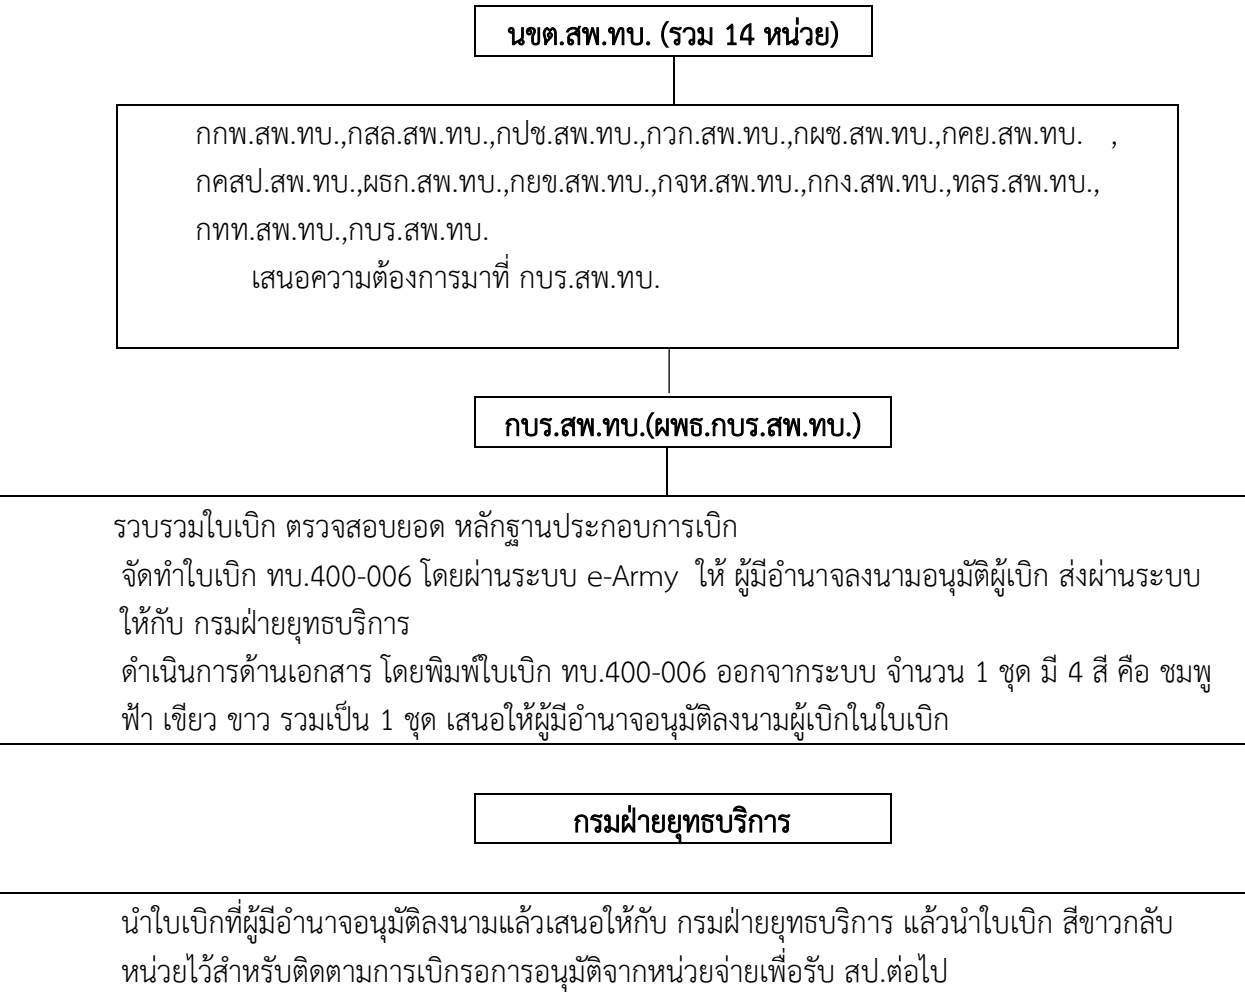 นขต.สพ.ทบ. (รวม 14 หน่วย)
กกพ.สพ.ทบ.,กสล.สพ.ทบ.,กปช.สพ.ทบ.,กวก.สพ.ทบ.,กผช.สพ.ทบ.,กคย.สพ.ทบ. ,
กคสป.สพ.ทบ.,ผธก.สพ.ทบ.,กยข.สพ.ทบ.,กจห.สพ.ทบ.,กกง.สพ.ทบ.,ทลร.สพ.ทบ.,
กทท.สพ.ทบ.,กบร.สพ.ทบ.
เสนอความต้องการมาที่ กบร.สพ.ทบ.
กบร.สพ.ทบ.(ผพธ.กบร.สพ.ทบ.)
รวบรวมใบเบิก ตรวจสอบยอด หลักฐานประกอบการเบิก
จัดทำใบเบิก ทบ.400-006 โดยผ่านระบบ e-Army ให้ ผู้มีอำนาจลงนามอนุมัติผู้เบิก ส่งผ่านระบบ
ให้กับ กรมฝ่ายยุทธบริการ
ดำเนินการด้านเอกสาร โดยพิมพ์ใบเบิก ทบ.400-006 ออกจากระบบ จำนวน 1 ชุด มี 4 สี คือ ชมพู
ฟ้า เขียว ขาว รวมเป็น 1 ชุด เสนอให้ผู้มีอำนาจอนุมัติลงนามผู้เบิกในใบเบิก
กรมฝ่ายยุทธบริการ
นำใบเบิกที่ผู้มีอำนาจอนุมัติลงนามแล้วเสนอให้กับ กรมฝ่ายยุทธบริการ แล้วนำใบเบิก สีขาวกลับ
หน่วยไว้สำหรับติดตามการเบิกรอการอนุมัติจากหน่วยจ่ายเพื่อรับ สป.ต่อไป